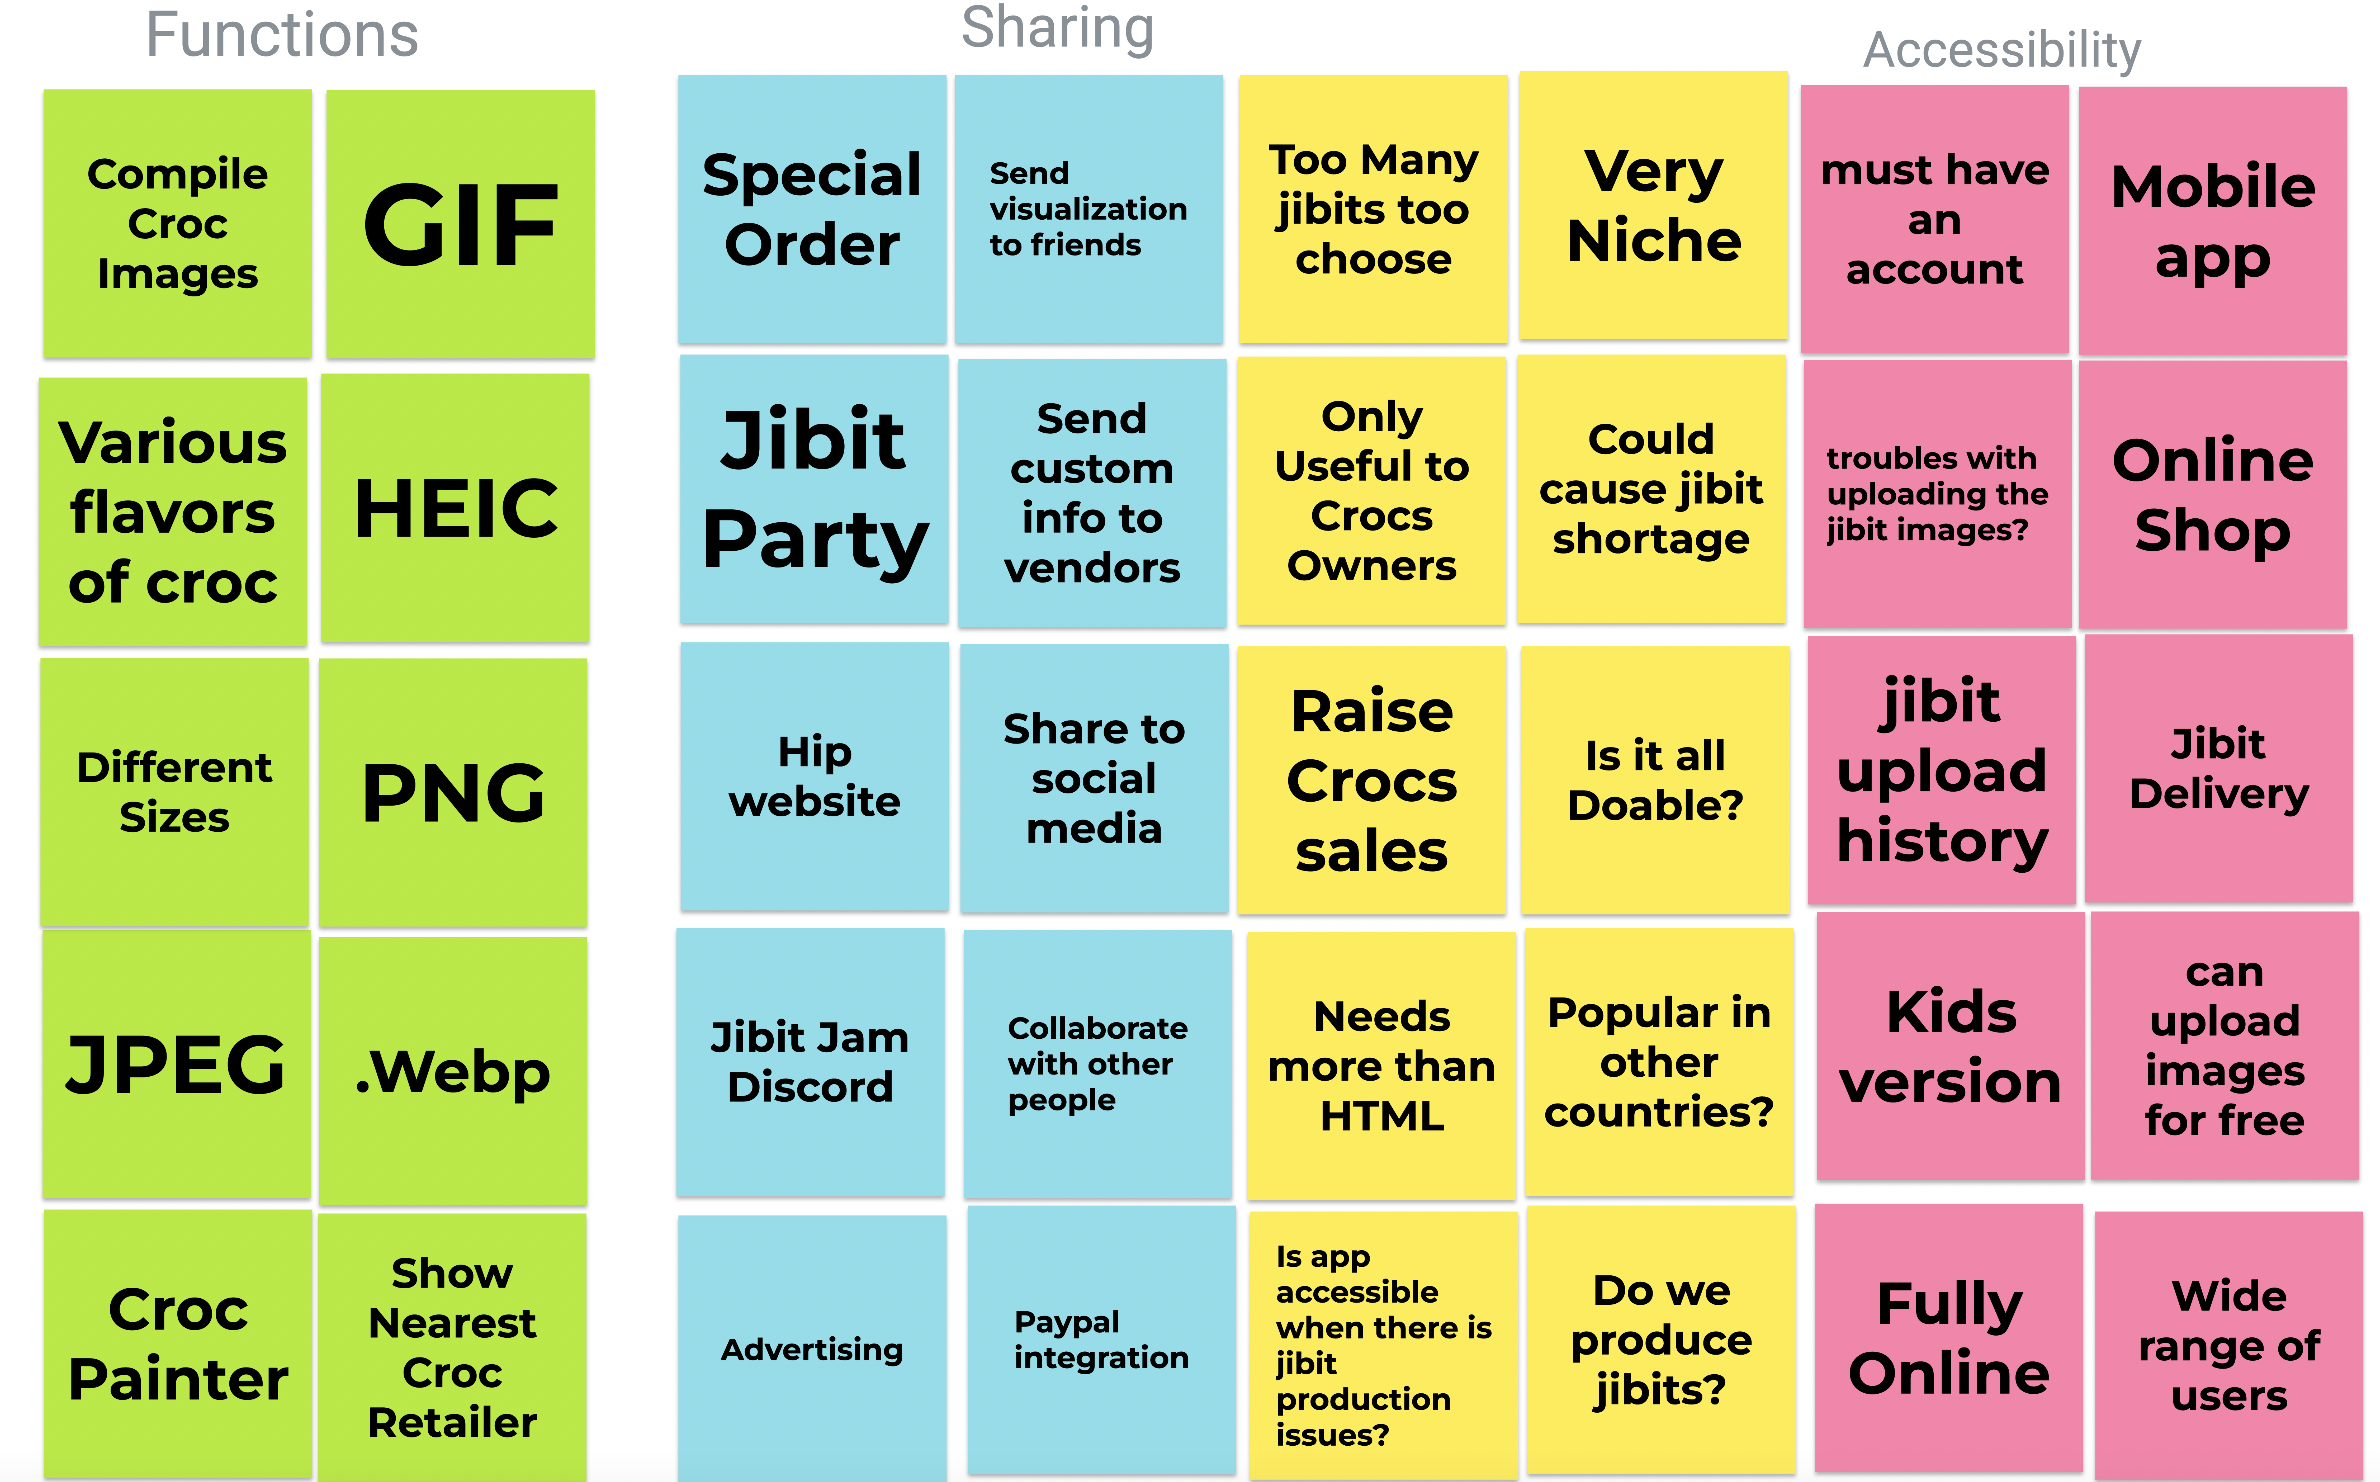 Functions
Sharing
Accessibility
Compile
Croc
Images
GIF
Various
flavors
of croc
HEIC
Different
Sizes
PNG
JPEG
.Webp
Croc
Painter
Show
Nearest
Croc
Retailer
Special
Order
Send
visualization
to friends
Jibit
Party
Send
custom
info to
vendors
Hip
website
Share to
social
media
Jibit Jam
Discord
Collaborate
with other
people
Advertising
Paypal
integration
Too Many
jibits too
choose
Very
Niche
Only
Useful to
Crocs
Owners
Could
cause jibit
shortage
Raise
Crocs
sales
Is it all
Doable?
Needs
more than
HTML
Popular in
other
countries?
Is app
accessible
when there is
jibit
production
issues?
Do we
produce
jibits?
must have
an
account
Mobile
app
troubles with
uploading the
jibit images?
Online
Shop
jibit
upload
history
Jibit
Delivery
Kids
version
can
upload
images
for free
Fully
Online
Wide
range of
users